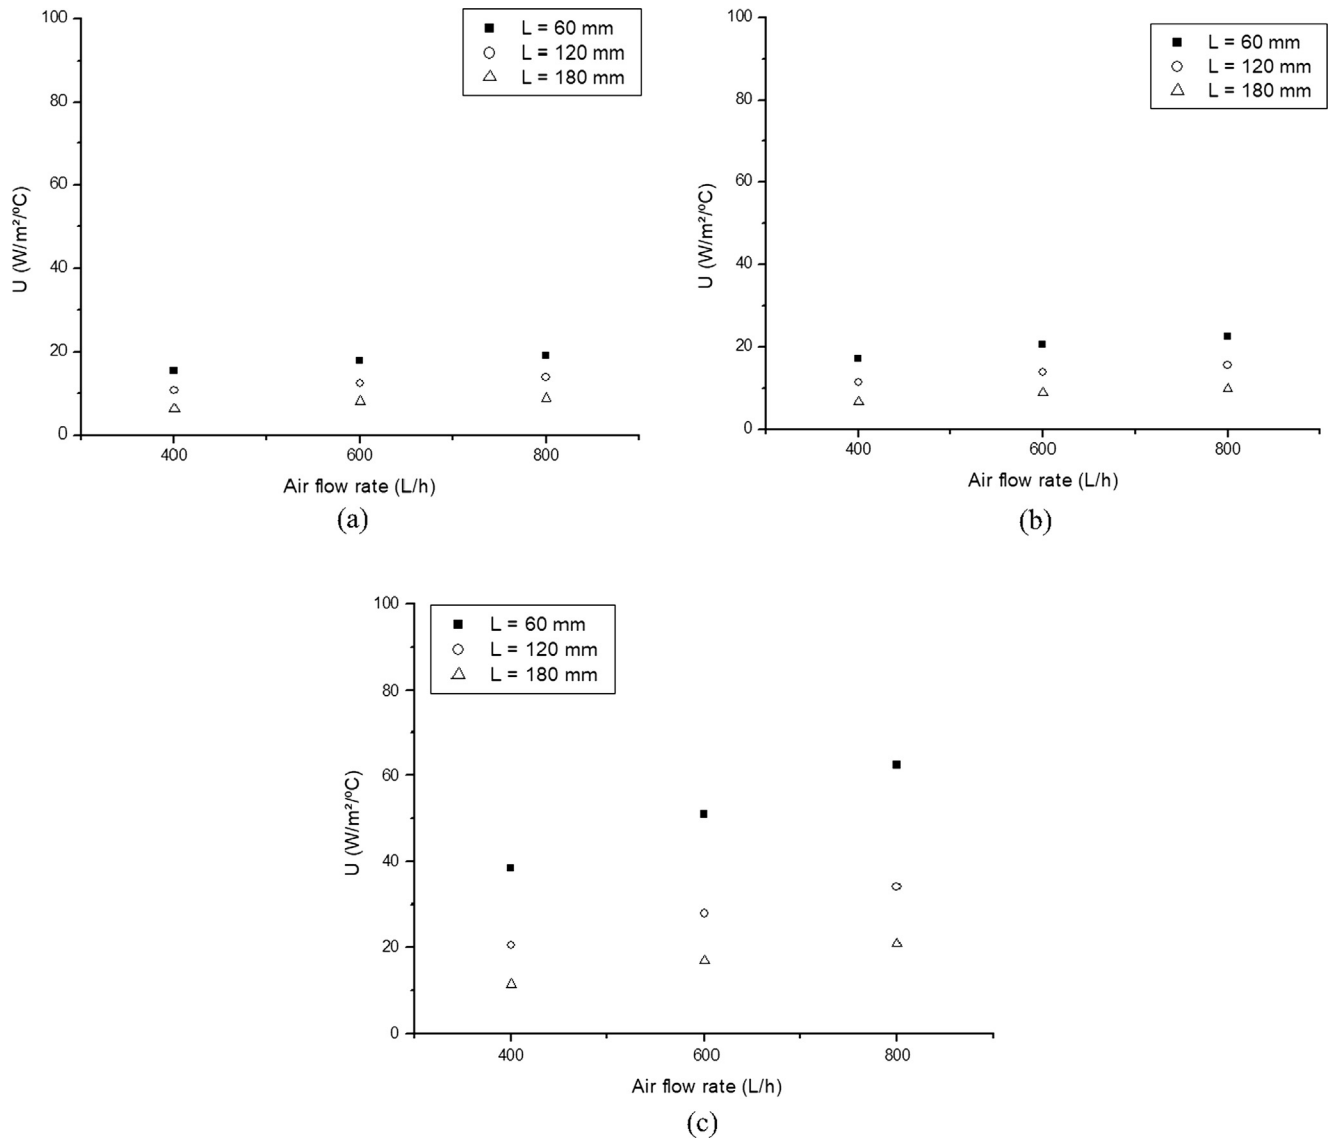 100
80
60
40
20
0
U (W/m²/ºC)
L = 60 mm
L = 120 mm
L = 180 mm
400 600 800
Air flow rate (L/h)
(a)
100
80
60
40
20
0
U (W/m²/ºC)
L = 60 mm
L = 120 mm
L = 180 mm
400 600 800
Air flow rate (L/h)
(b)
100
80
60
40
20
0
U (W/m²/ºC)
L = 60 mm
L = 120 mm
L = 180 mm
400 600 800
Air flow rate (L/h)
(c)